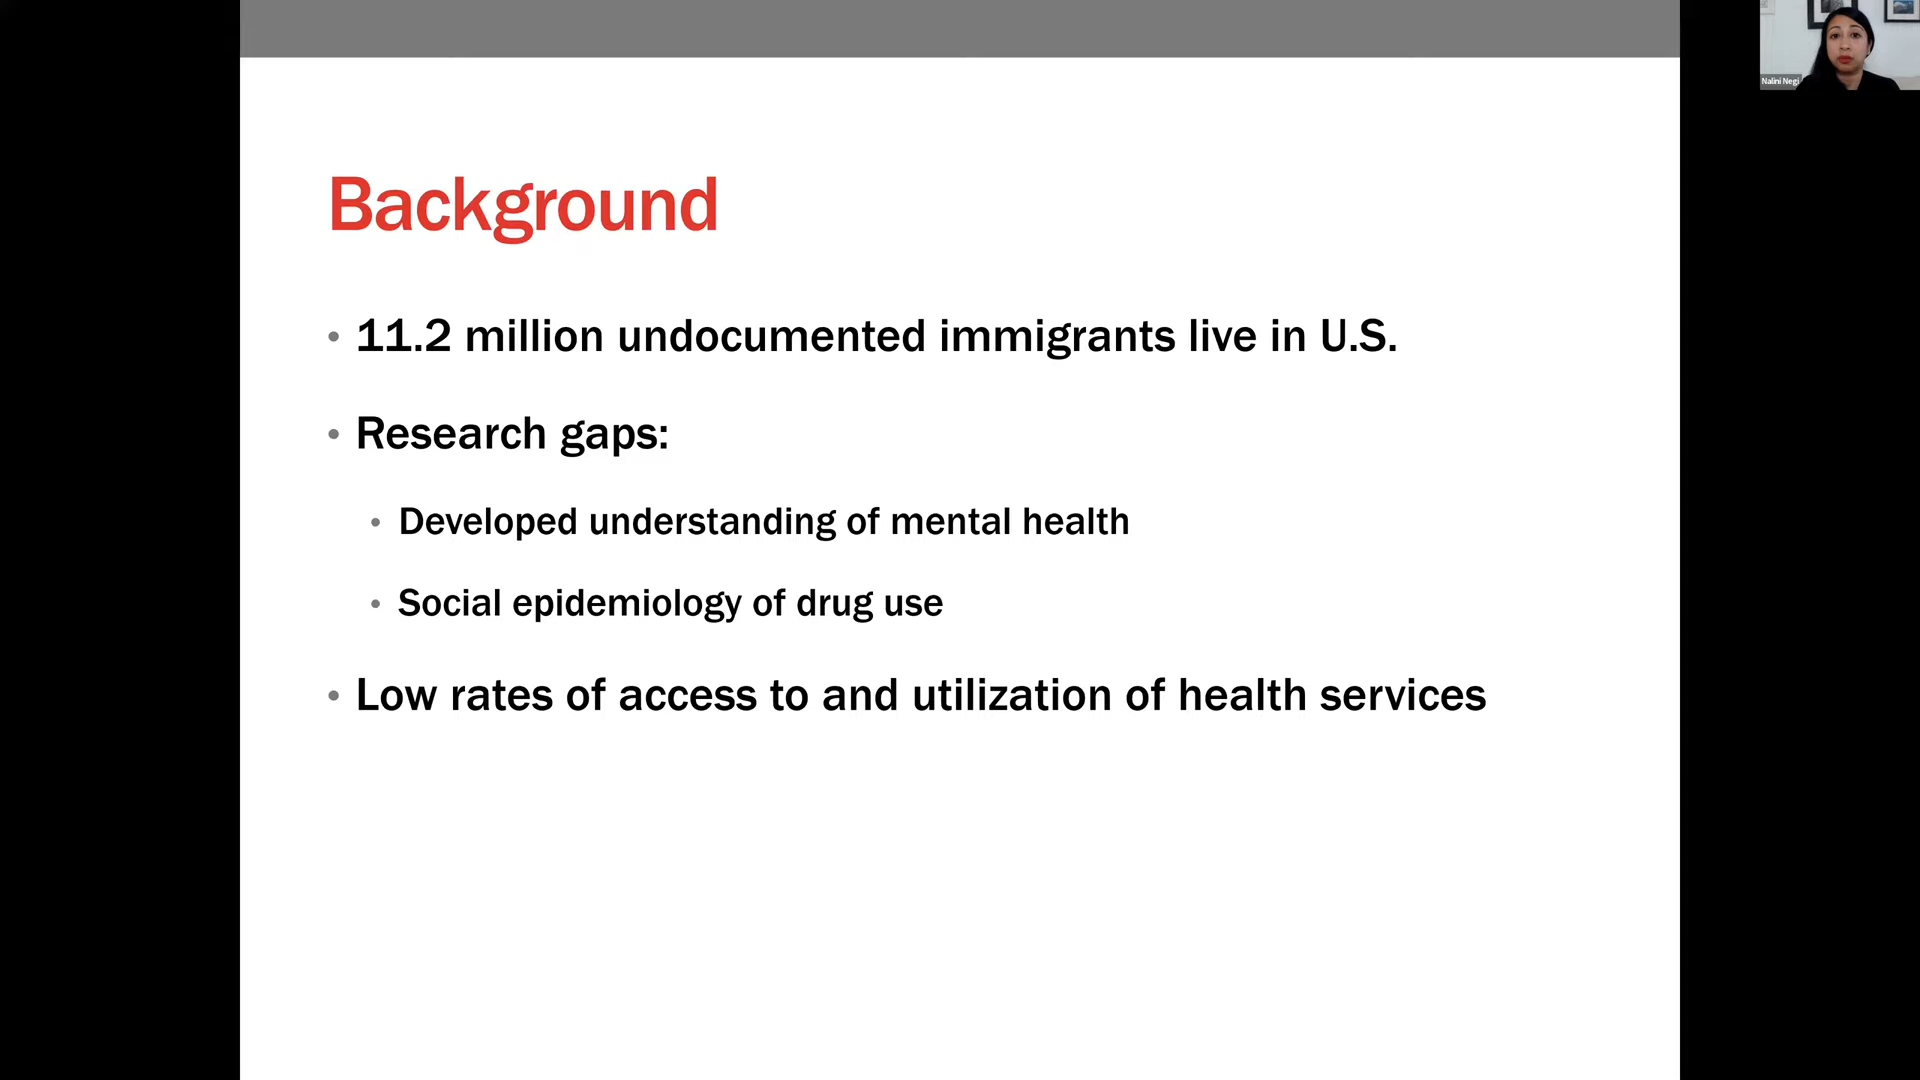 Background
• 11.2 million undocumented immigrants live in U.S.
• Research gaps:
• Developed understanding of mental health
• Social epidemiology of drug use
• Low rates of access to and utilization of health services
Nalini Negi